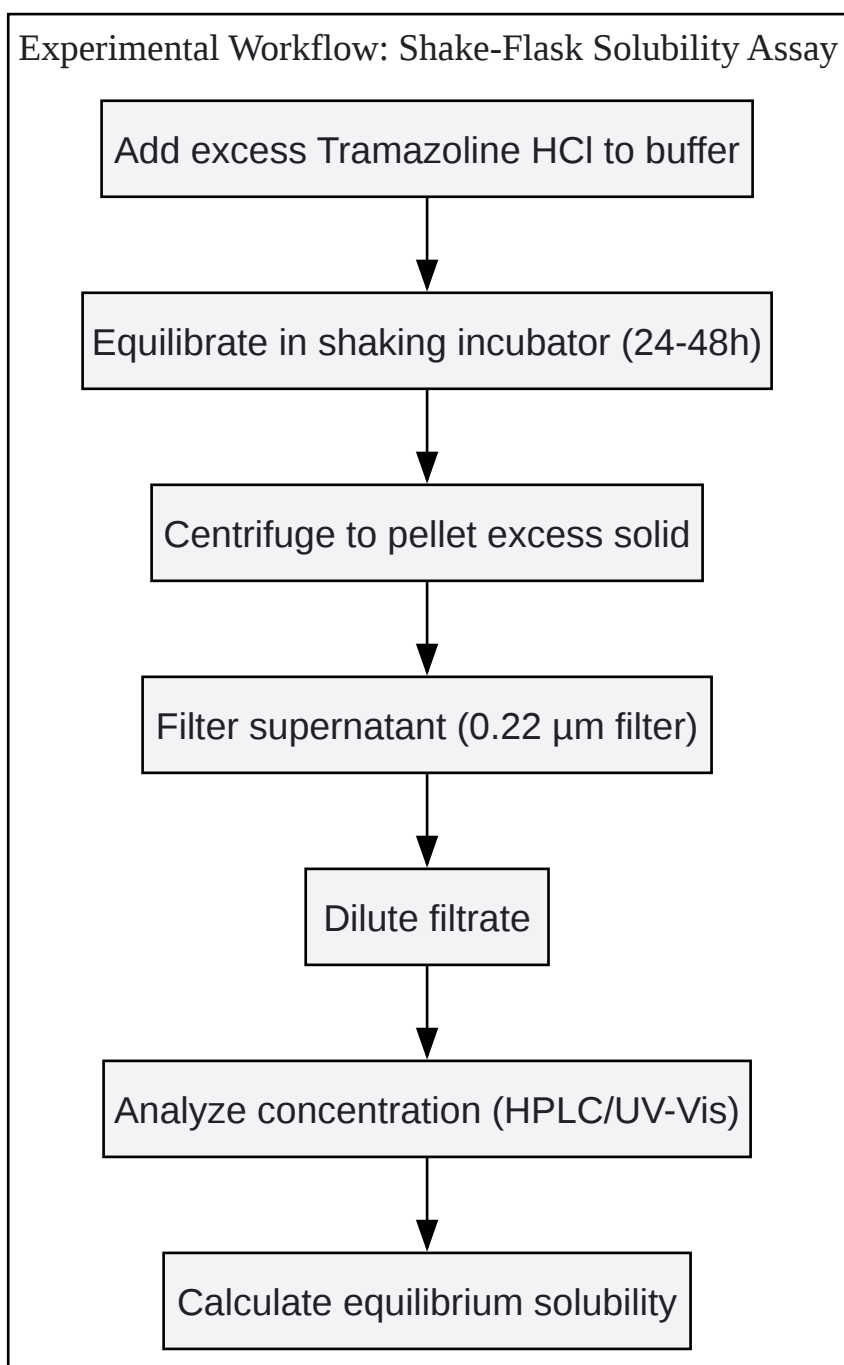 Experimental Workflow: Shake-Flask Solubility Assay
Add excess Tramazoline HCl to buffer
Equilibrate in shaking incubator (24-48h)
Centrifuge to pellet excess solid
Filter supernatant (0.22 µm filter)
Dilute filtrate
Analyze concentration (HPLC/UV-Vis)
Calculate equilibrium solubility